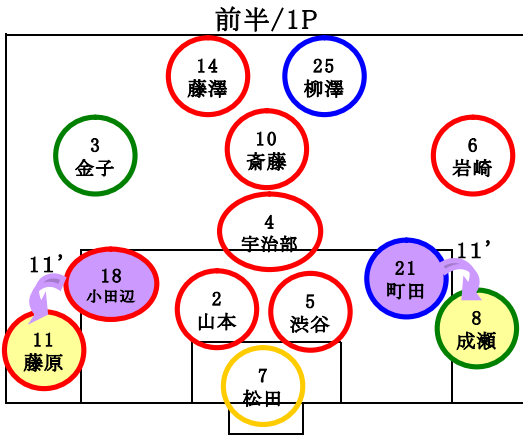 前半/1P
14
藤澤
25
柳澤
10
斎藤
3
金子
6
岩崎
4
宇治部
11'
18
小田辺
21
町田
11'
2
山本
5
渋谷
11
藤原
8
成瀬
7
松田